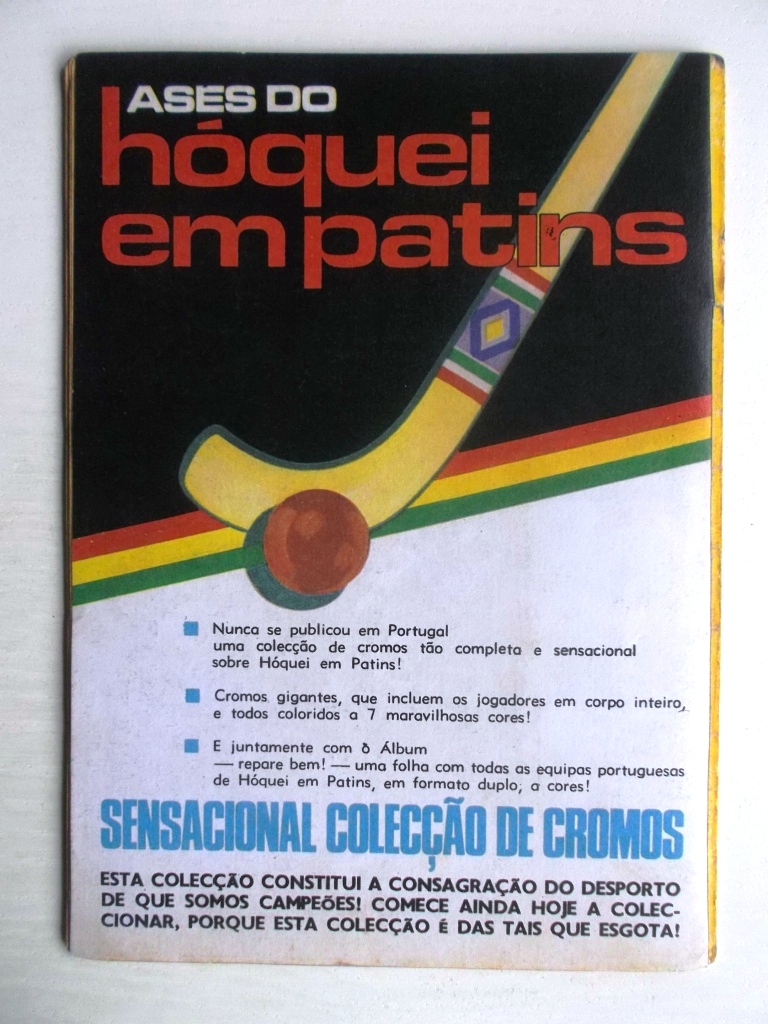 ASES DO
hóquei
em patins
Nunca se publicou em Portugal
uma colecção de cromos tão completa e sensacional
sobre Hóquei em Patins!
Cromos gigantes, que incluem os jogadores em corpo inteiro,
e todos coloridos a 7 maravilhosas cores!
E juntamente com o Álbum
— repare bem! — uma folha com todas as equipas portuguesas
de Hóquei em Patins, em formato duplo, a cores!
SENSACIONAL COLECÇÃO DE CROMOS
ESTA COLECÇÃO CONSTITUI A CONSAGRAÇÃO DO DESPORTO
DE QUE SOMOS CAMPEÕES! COMECE AINDA HOJE A COLEC-
CIONAR, PORQUE ESTA COLECÇÃO É DAS TAIS QUE ESGOTA!